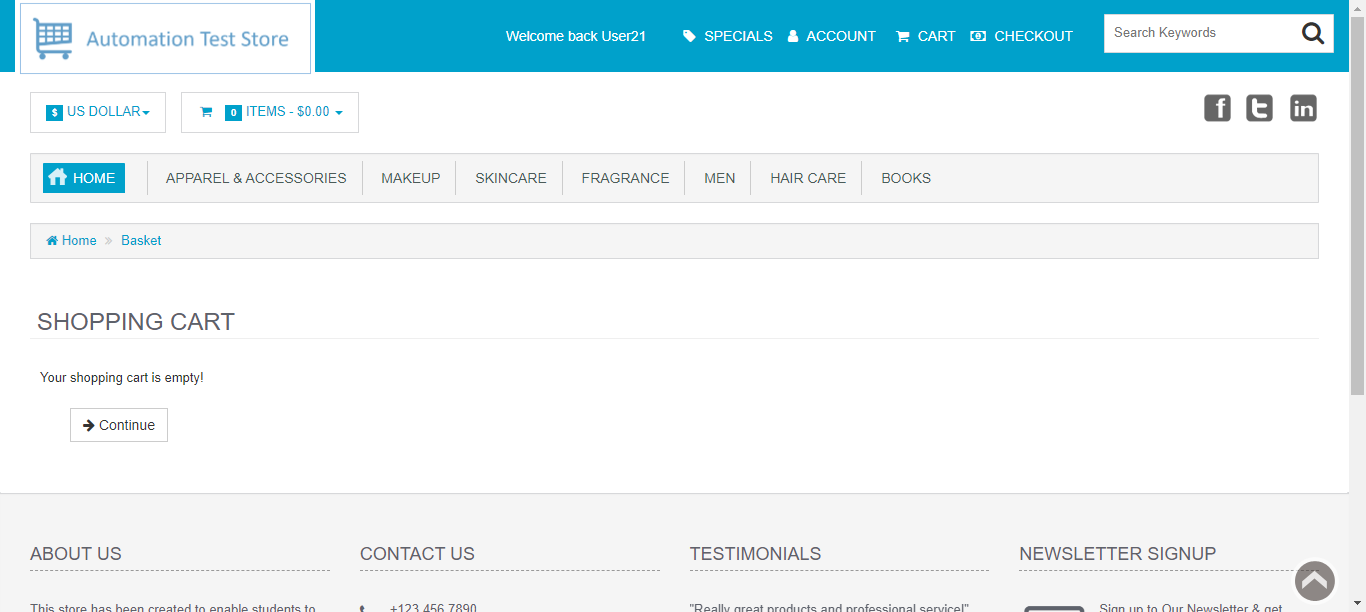 Automation Test Store
Welcome back User21
SPECIALS
ACCOUNT
CART
CHECKOUT
Search Keywords
$ US DOLLAR
0 ITEMS - $0.00
f t in
HOME
APPAREL & ACCESSORIES
MAKEUP
SKINCARE
FRAGRANCE
MEN
HAIR CARE
BOOKS
Home » Basket
SHOPPING CART
Your shopping cart is empty!
Continue
ABOUT US
CONTACT US
TESTIMONIALS
NEWSLETTER SIGNUP
This store has been created to enable students to
+123 456 7890
"Really great products and professional service!"
Sign up to Our Newsletter & get